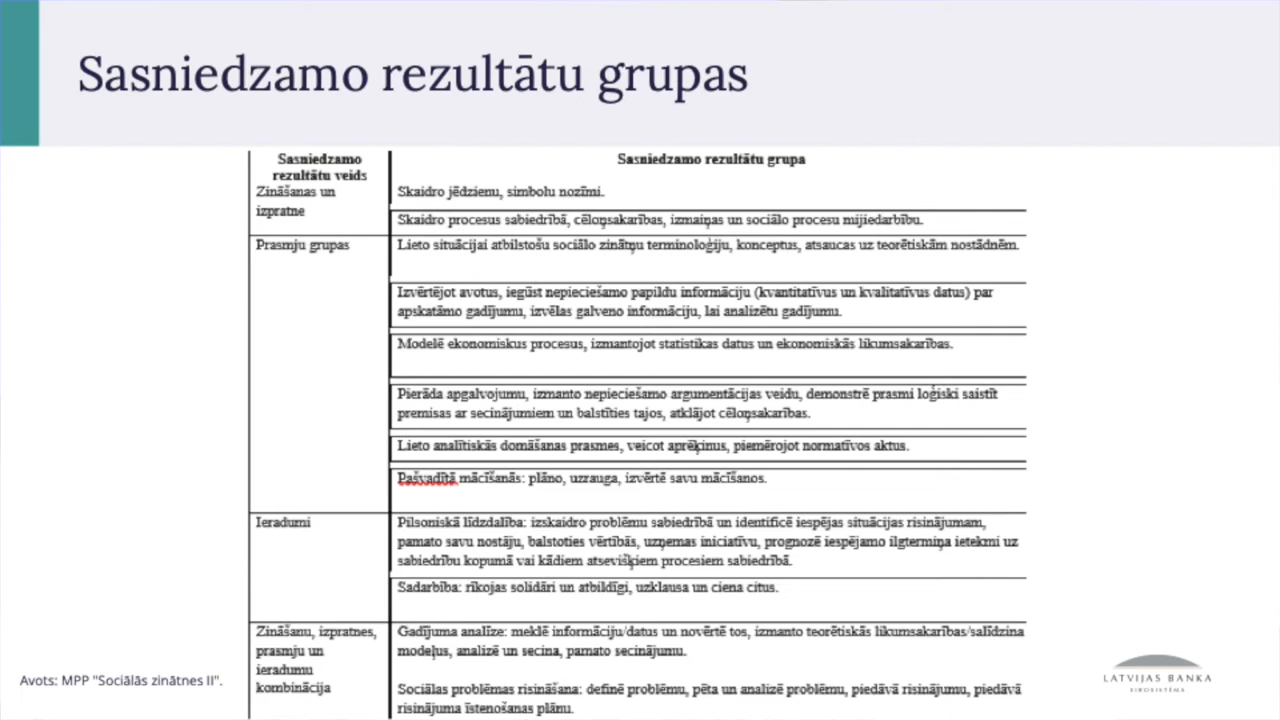 Sasniedzamo rezultātu grupas
Sasniedzamo
rezultātu veids
Sasniedzamo rezultātu grupa
Zināšanas un
izpratne
Skaidro jēdzienu, simbolu nozīmi.
Skaidro procesus sabiedrībā, cēloņsakarības, izmaiņas un sociālo procesu mijiedarbību.
Prasmju grupas
Lieto situācijai atbilstošu sociālo zinātņu terminoloģiju, konceptus, atsaucas uz teorētiskām nostādnēm.
Izvērtējot avotus, iegūst nepieciešamo papildu informāciju (kvantitatīvus un kvalitatīvus datus) par
apskatāmo gadījumu, izvēlas galveno informāciju, lai analizētu gadījumu.
Modelē ekonomiskus procesus, izmantojot statistikas datus un ekonomiskās likumsakarības.
Pierāda apgalvojumu, izmanto nepieciešamo argumentācijas veidu, demonstrē prasmi loģiski saistīt
premisas ar secinājumiem un balstīties tajos, atklājot cēloņsakarības.
Lieto analītiskās domāšanas prasmes, veicot aprēķinus, piemērojot normatīvos aktus.
Pašvadītā mācīšanās: plāno, uzrauga, izvērtē savu mācīšanos.
Ieradumi
Pilsoniskā līdzdalība: izskaidro problēmu sabiedrībā un identificē iespējas situācijas risinājumam,
pamato savu nostāju, balstoties vērtībās, uzņemas iniciatīvu, prognozē iespējamo ilgtermiņa ietekmi uz
sabiedrību kopumā vai kādiem atsevišķiem procesiem sabiedrībā.
Sadarbība: rīkojas solidāri un atbildīgi, uzklausa un ciena citus.
Zināšanu, izpratnes,
prasmju un
ieradumu
kombinācija
Gadījuma analīze: meklē informāciju/datus un novērtē tos, izmanto teorētiskās likumsakarības/salīdzina
modeļus, analizē un secina, pamato secinājumu.
Sociālas problēmas risināšana: definē problēmu, pēta un analizē problēmu, piedāvā risinājumu, piedāvā
risinājuma īstenošanas plānu.
Avots: MPP "Sociālās zinātnes II".
LATVIJAS BANKA
EIROSISTĒMA